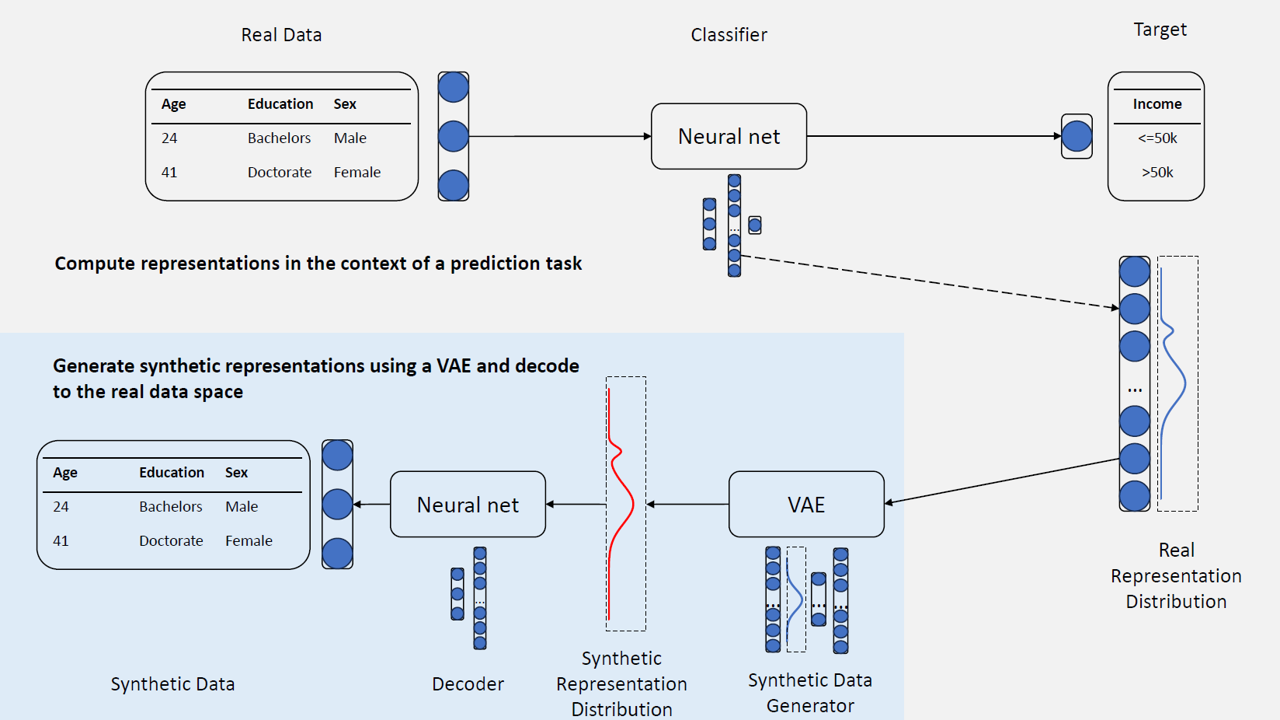 Real Data
Classifier
Target
Age Education Sex
24 Bachelors Male
41 Doctorate Female
Neural net
Income
<=50k
>50k
...
Compute representations in the context of a prediction task
...
Generate synthetic representations using a VAE and decode
to the real data space
Age Education Sex
24 Bachelors Male
41 Doctorate Female
Neural net
VAE
...
... ... ...
Real
Representation
Distribution
Synthetic Data
Decoder
Synthetic
Representation
Distribution
Synthetic Data
Generator